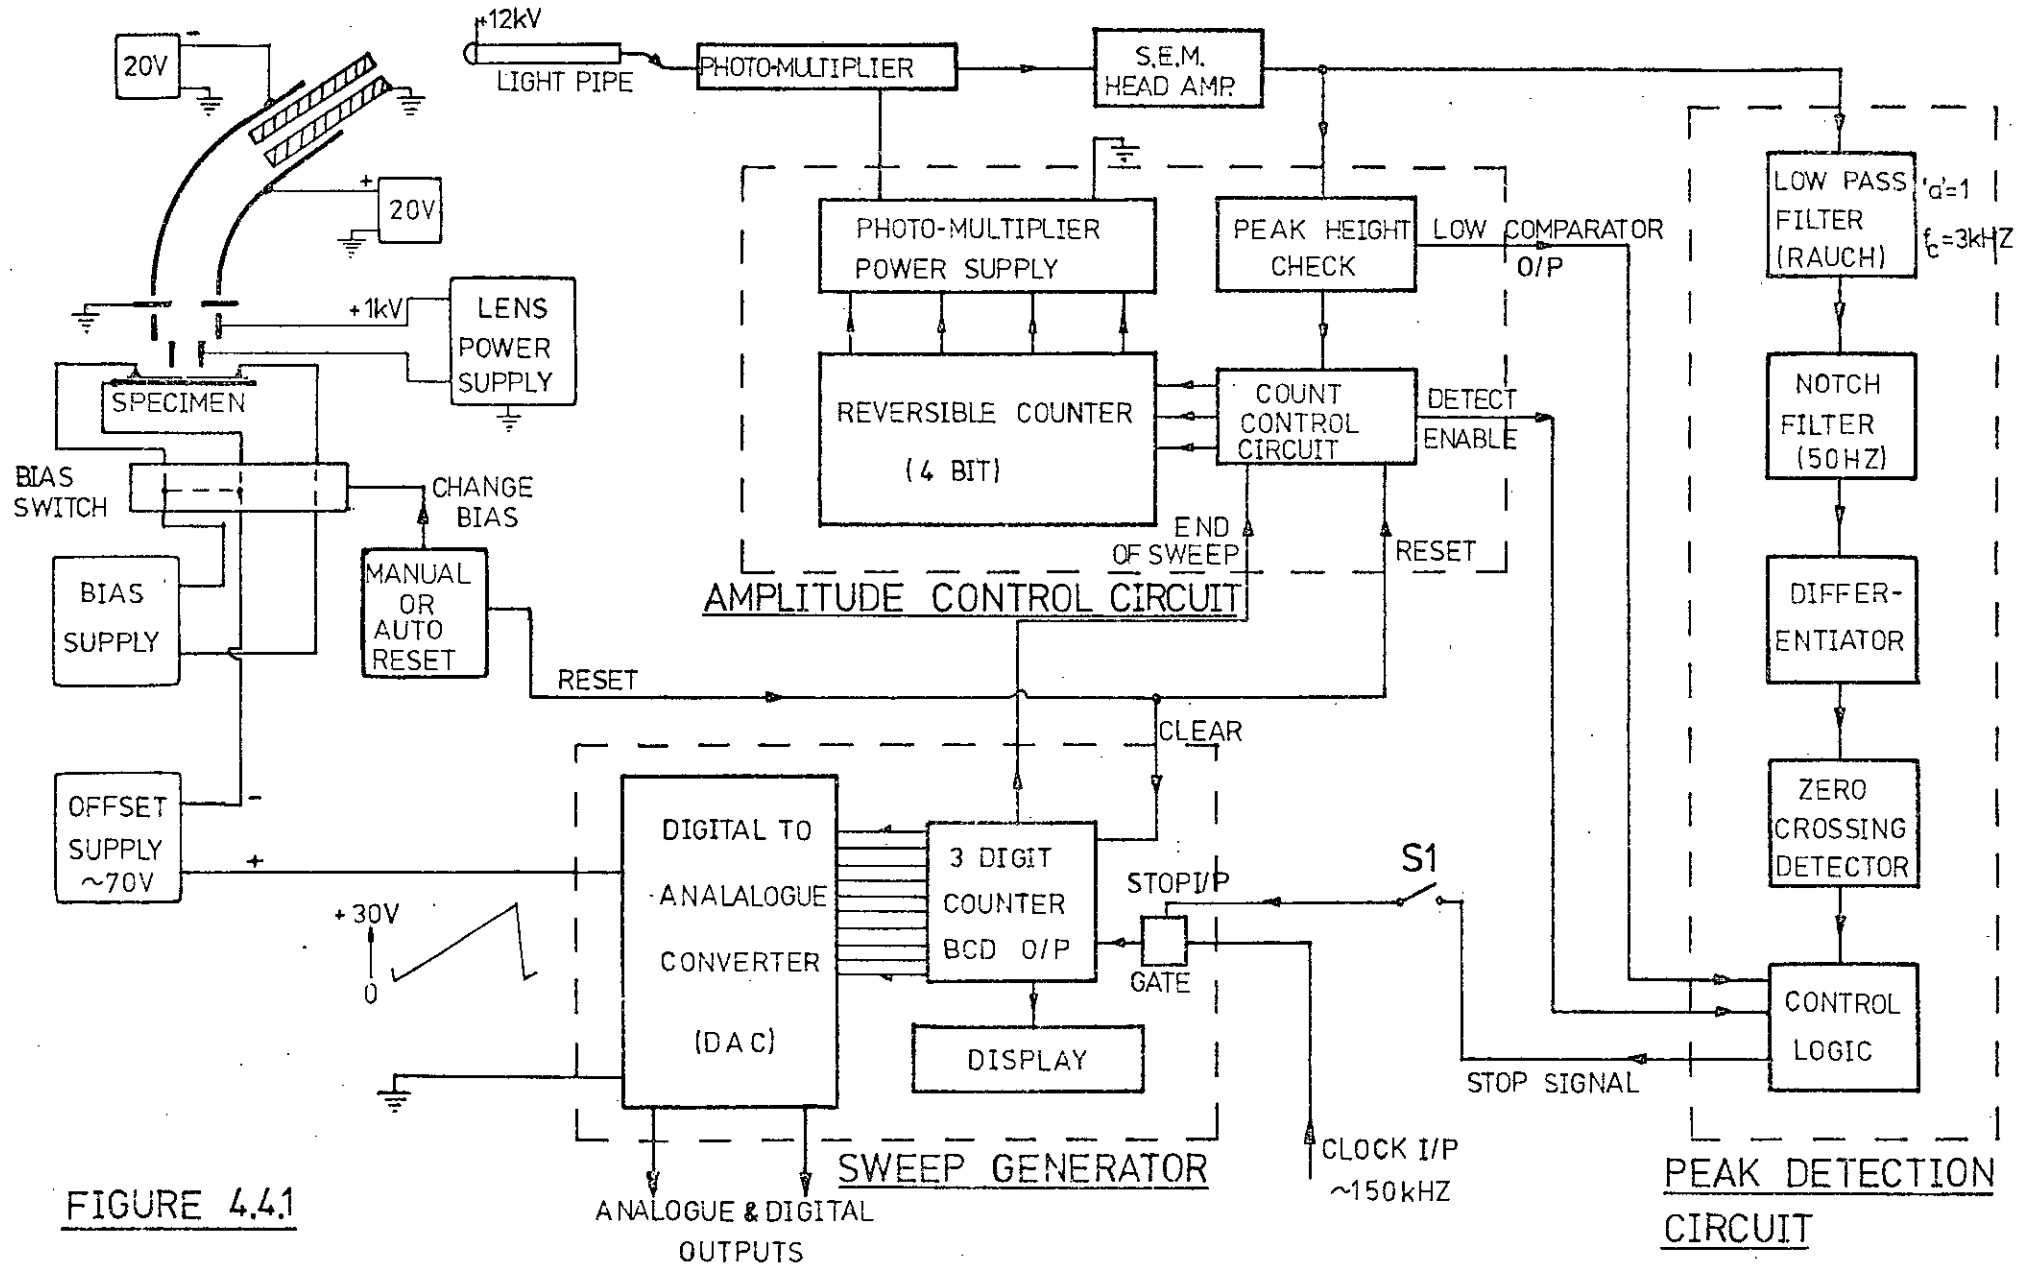 +12kV
20V
-
LIGHT PIPE
PHOTO-MULTIPLIER
S.E.M.
HEAD AMP.
+
20V
+1kV
LENS
POWER
SUPPLY
SPECIMEN
BIAS
SWITCH
CHANGE
BIAS
BIAS
SUPPLY
MANUAL
OR
AUTO
RESET
RESET
OFFSET
SUPPLY
~70V
-
+
+30V
0
PHOTO-MULTIPLIER
POWER SUPPLY
PEAK HEIGHT
CHECK
LOW COMPARATOR
O/P
REVERSIBLE COUNTER
(4 BIT)
COUNT
CONTROL
CIRCUIT
DETECT
ENABLE
END
OF SWEEP
RESET
AMPLITUDE CONTROL CIRCUIT
CLEAR
DIGITAL TO
ANALALOGUE
CONVERTER
(DAC)
3 DIGIT
COUNTER
BCD O/P
DISPLAY
STOP I/P
GATE
S1
STOP SIGNAL
CLOCK I/P
~150kHZ
SWEEP GENERATOR
ANALOGUE & DIGITAL
OUTPUTS
LOW PASS
FILTER
(RAUCH)
'a'=1
fc=3kHZ
NOTCH
FILTER
(50HZ)
DIFFER-
ENTIATOR
ZERO
CROSSING
DETECTOR
CONTROL
LOGIC
PEAK DETECTION
CIRCUIT
FIGURE 4.4.1